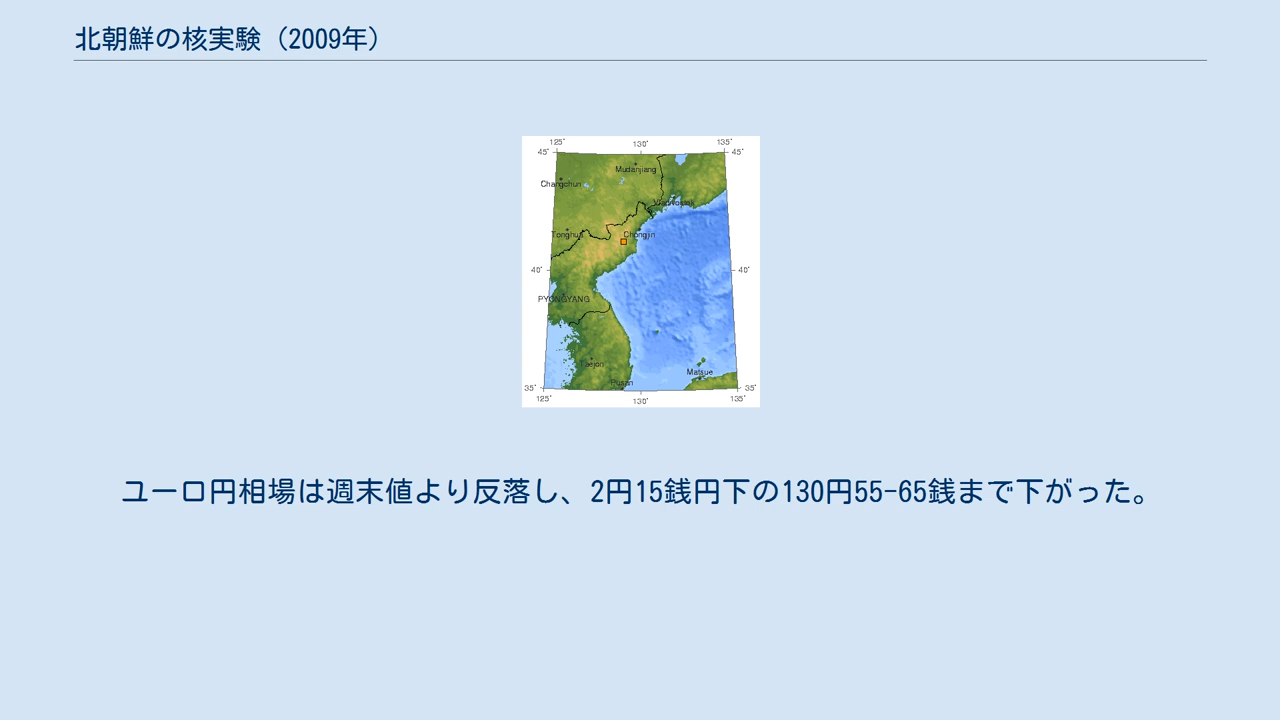 北朝鮮の核実験（2009年）
125° 130° 135°
45° 45°
Mudanjiang
Changchun
Vladivostok
Tonghua Chongjin
40° 40°
PYONGYANG
Taejon
Matsue
Pusan
35° 35°
125° 130° 135°
ユーロ円相場は週末値より反落し、2円15銭円下の130円55-65銭まで下がった。